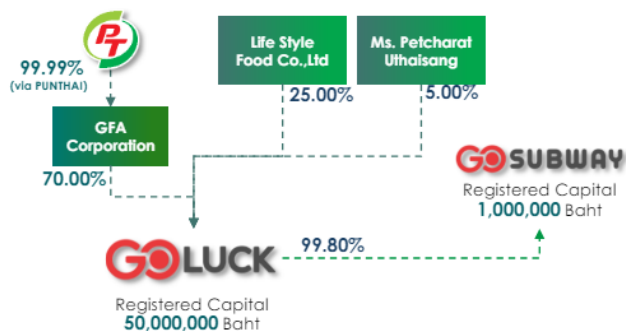 PT
99.99%
(via PUNTHAI)
GFA
Corporation
70.00%
Life Style
Food Co.,Ltd
25.00%
Ms. Petcharat
Uthaisang
5.00%
GO SUBWAY
Registered Capital
1,000,000 Baht
GO LUCK
99.80%
Registered Capital
50,000,000 Baht